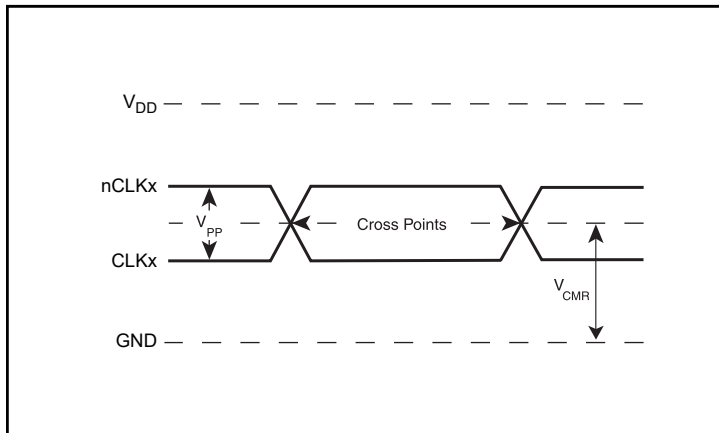 VDD
nCLKx
VPP
Cross Points
CLKx
VCMR
GND